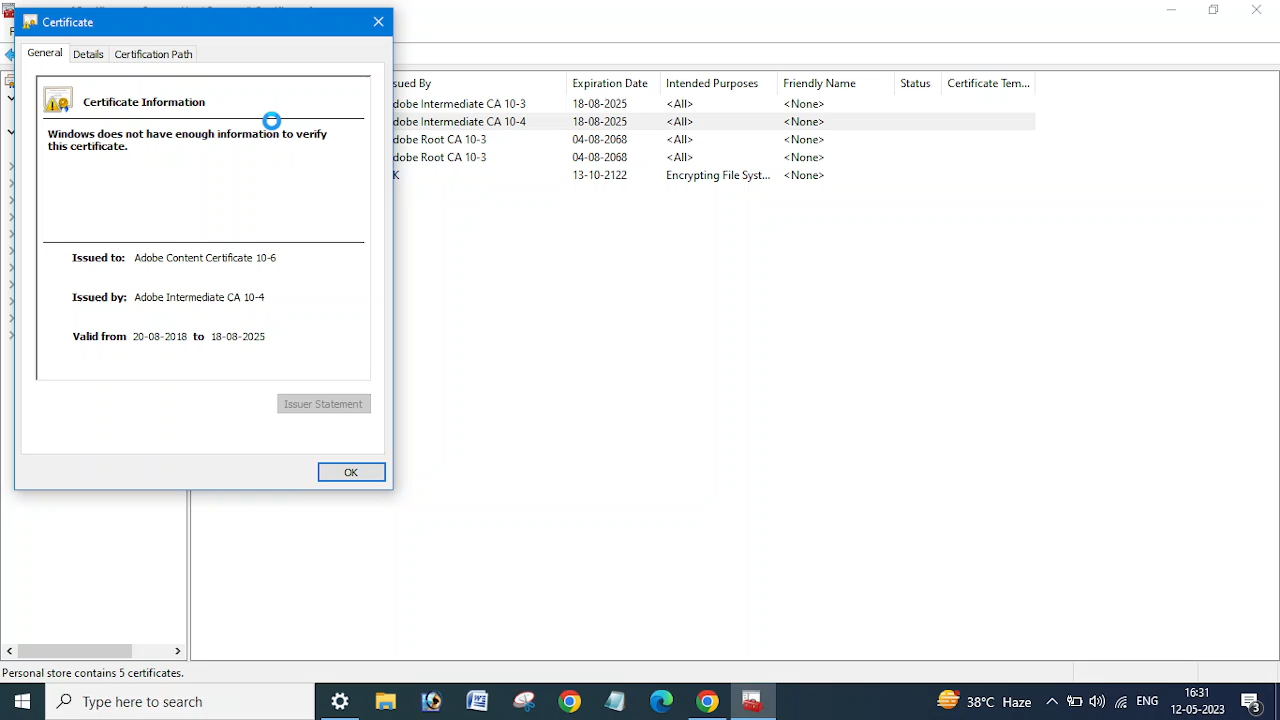 Certificate
General Details Certification Path
Certificate Information
Windows does not have enough information to verify
this certificate.
Issued to: Adobe Content Certificate 10-6
Issued by: Adobe Intermediate CA 10-4
Valid from 20-08-2018 to 18-08-2025
Issuer Statement
OK
sued By Expiration Date Intended Purposes Friendly Name Status Certificate Tem...
dobe Intermediate CA 10-3 18-08-2025 <All> <None>
dobe Intermediate CA 10-4 18-08-2025 <All> <None>
dobe Root CA 10-3 04-08-2068 <All> <None>
dobe Root CA 10-3 04-08-2068 <All> <None>
K 13-10-2122 Encrypting File Syst... <None>
Personal store contains 5 certificates.
Type here to search
38°C Haze ENG 16:31
12-05-2023 3